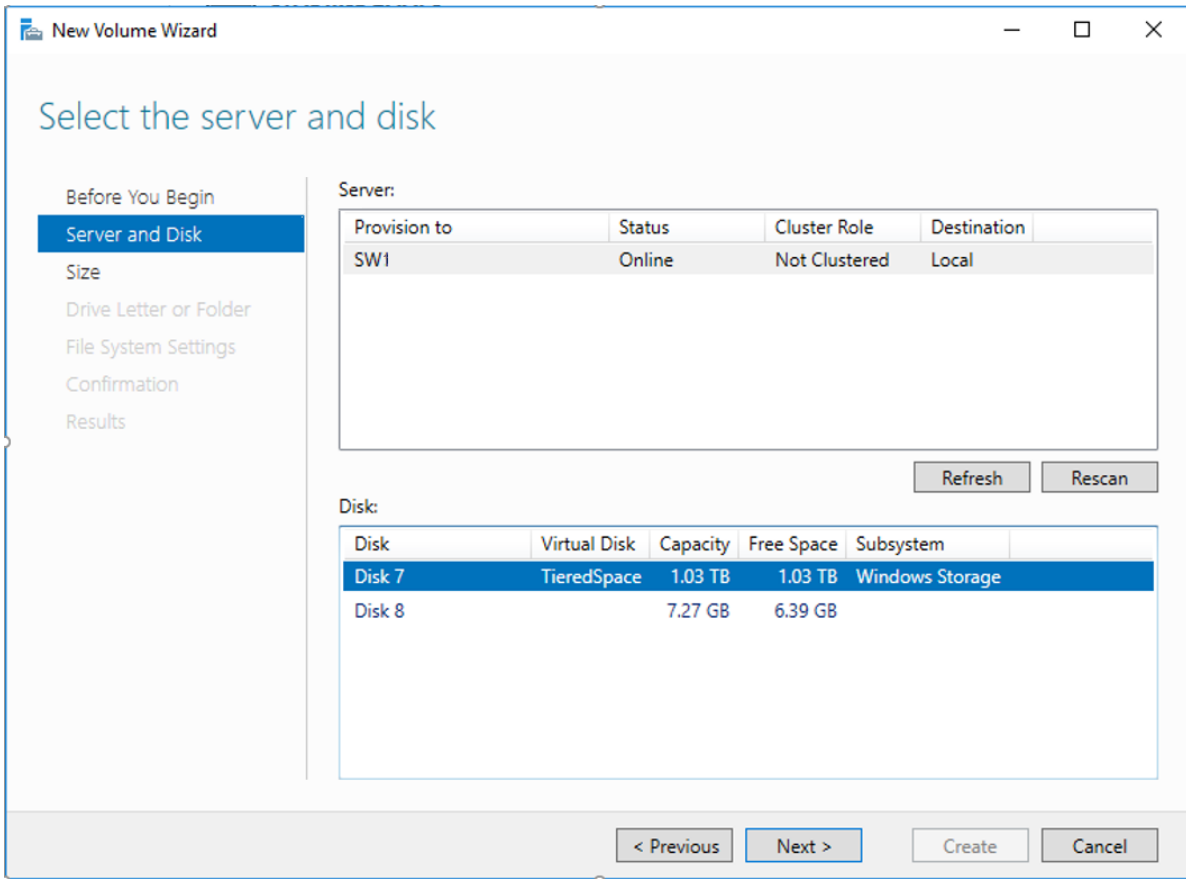 New Volume Wizard
Select the server and disk
Before You Begin
Server and Disk
Size
Drive Letter or Folder
File System Settings
Confirmation
Results
Server:
Provision to Status Cluster Role Destination
SW1 Online Not Clustered Local
Refresh Rescan
Disk:
Disk Virtual Disk Capacity Free Space Subsystem
Disk 7 TieredSpace 1.03 TB 1.03 TB Windows Storage
Disk 8 7.27 GB 6.39 GB
< Previous Next > Create Cancel